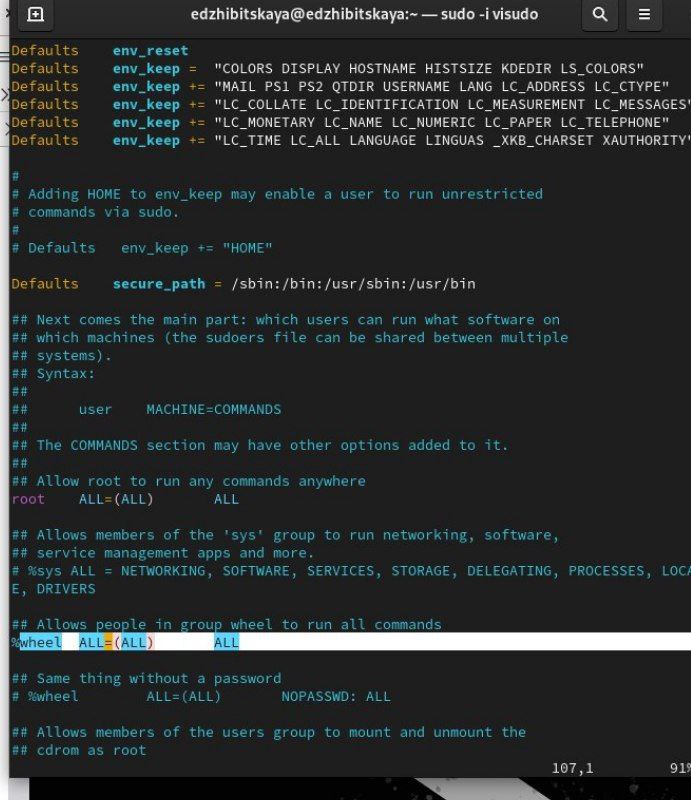 edzhibitskaya@edzhibitskaya:~ — sudo -i visudo
Defaults    env_reset
Defaults    env_keep =  "COLORS DISPLAY HOSTNAME HISTSIZE KDEDIR LS_COLORS"
Defaults    env_keep += "MAIL PS1 PS2 QTDIR USERNAME LANG LC_ADDRESS LC_CTYPE"
Defaults    env_keep += "LC_COLLATE LC_IDENTIFICATION LC_MEASUREMENT LC_MESSAGES"
Defaults    env_keep += "LC_MONETARY LC_NAME LC_NUMERIC LC_PAPER LC_TELEPHONE"
Defaults    env_keep += "LC_TIME LC_ALL LANGUAGE LINGUAS _XKB_CHARSET XAUTHORITY"
#
# Adding HOME to env_keep may enable a user to run unrestricted
# commands via sudo.
#
# Defaults   env_keep += "HOME"
Defaults    secure_path = /sbin:/bin:/usr/sbin:/usr/bin
## Next comes the main part: which users can run what software on
## which machines (the sudoers file can be shared between multiple
## systems).
## Syntax:
##
##      user    MACHINE=COMMANDS
##
## The COMMANDS section may have other options added to it.
##
## Allow root to run any commands anywhere
root    ALL=(ALL)       ALL
## Allows members of the 'sys' group to run networking, software,
## service management apps and more.
# %sys ALL = NETWORKING, SOFTWARE, SERVICES, STORAGE, DELEGATING, PROCESSES, LOCA
E, DRIVERS
## Allows people in group wheel to run all commands
%wheel  ALL=(ALL)       ALL
## Same thing without a password
# %wheel        ALL=(ALL)       NOPASSWD: ALL
## Allows members of the users group to mount and unmount the
## cdrom as root
107,1         91%